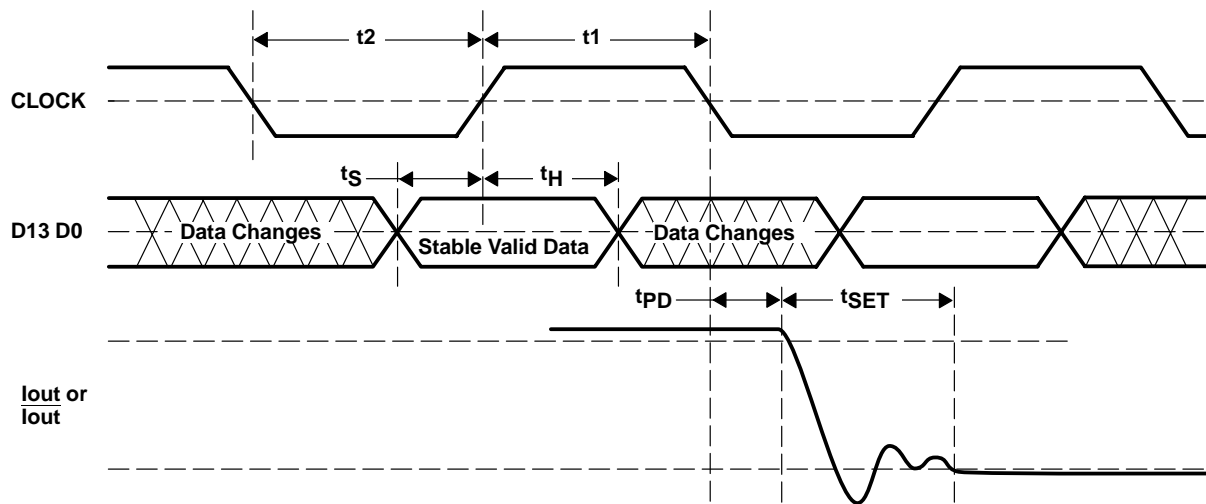 t2
t1
CLOCK
tS
tH
D13 D0
Data Changes
Stable Valid Data
Data Changes
tPD
tSET
Iout or
Iout